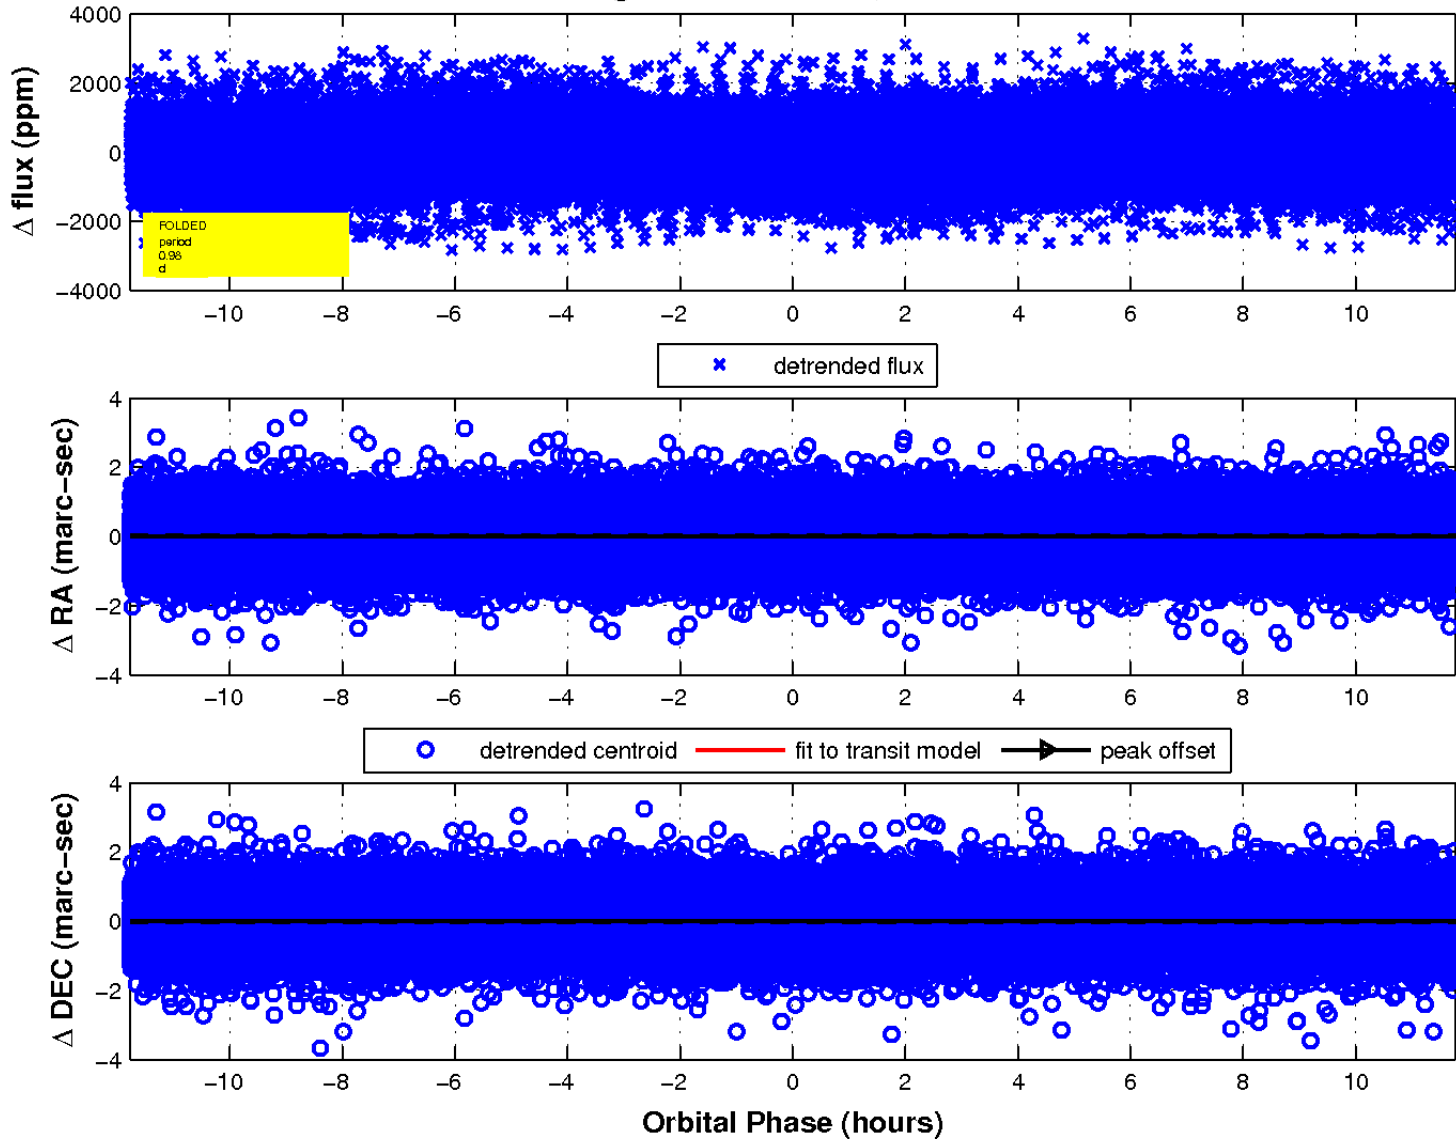 4000
2000
0
−2000
−4000
Δ flux (ppm)
FOLDED
period
0.98
d
−10 −8 −6 −4 −2 0 2 4 6 8 10
detrended flux
4
2
0
−2
−4
Δ RA (marc−sec)
−10 −8 −6 −4 −2 0 2 4 6 8 10
detrended centroid fit to transit model peak offset
4
2
0
−2
−4
Δ DEC (marc−sec)
−10 −8 −6 −4 −2 0 2 4 6 8 10
Orbital Phase (hours)